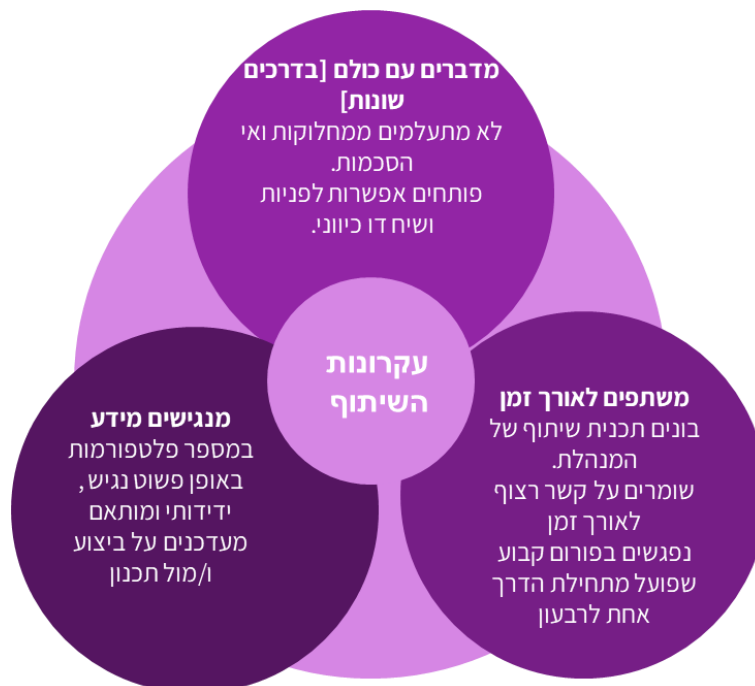 מדברים עם כולם [בדרכים
שונות]
לא מתעלמים ממחלוקות ואי
הסכמות.
פותחים אפשרות לפניות
ושיח דו כיווני.
עקרונות
השיתוף
משתפים לאורך זמן
בונים תכנית שיתוף של
המנהלת.
שומרים על קשר רצוף
לאורך זמן
נפגשים בפורום קבוע
שפועל מתחילת הדרך
אחת לרבעון
מנגישים מידע
במספר פלטפורמות
באופן פשוט נגיש,
ידידותי ומותאם
מעדכנים על ביצוע
ו/מול תכנון